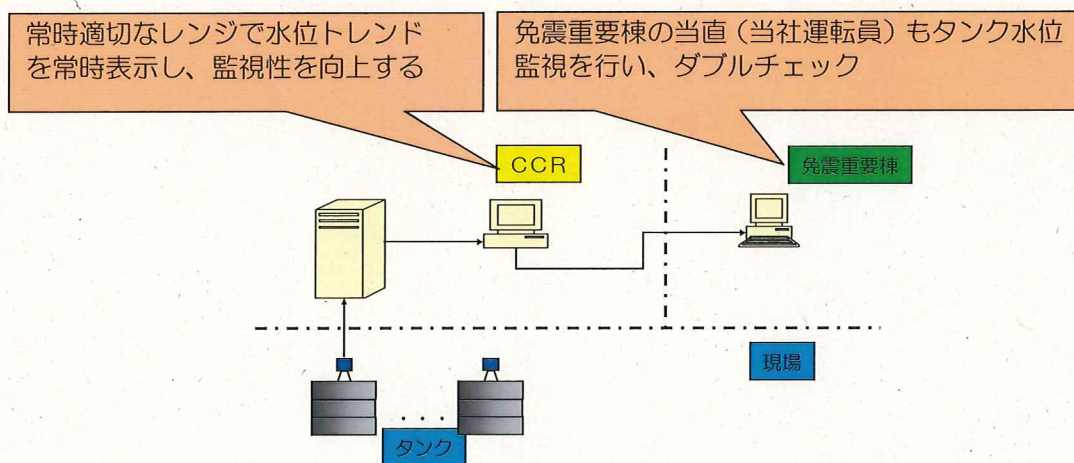 常時適切なレンジで水位トレンド
を常時表示し、監視性を向上する
免震重要棟の当直（当社運転員）もタンク水位
監視を行い、ダブルチェック
CCR
免震重要棟
現場
・・・
タンク